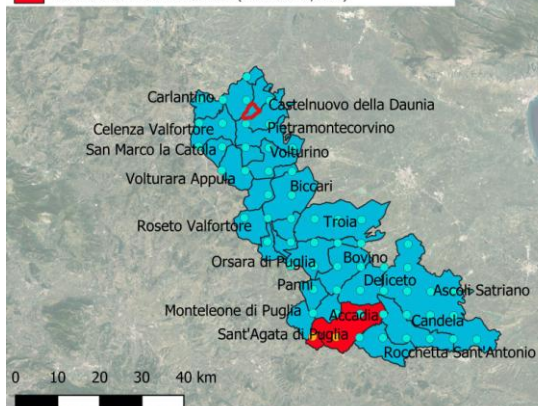 Carlantino
Castelnuovo della Daunia
Celenza Valfortore
Pietramontecorvino
San Marco la Catola
Volturino
Volturara Appula
Biccari
Roseto Valfortore
Troia
Orsara di Puglia
Bovino
Panni
Deliceto
Ascoli Satriano
Monteleone di Puglia
Accadia
Candela
Sant'Agata di Puglia
Rocchetta Sant'Antonio
0 10 20 30 40 km